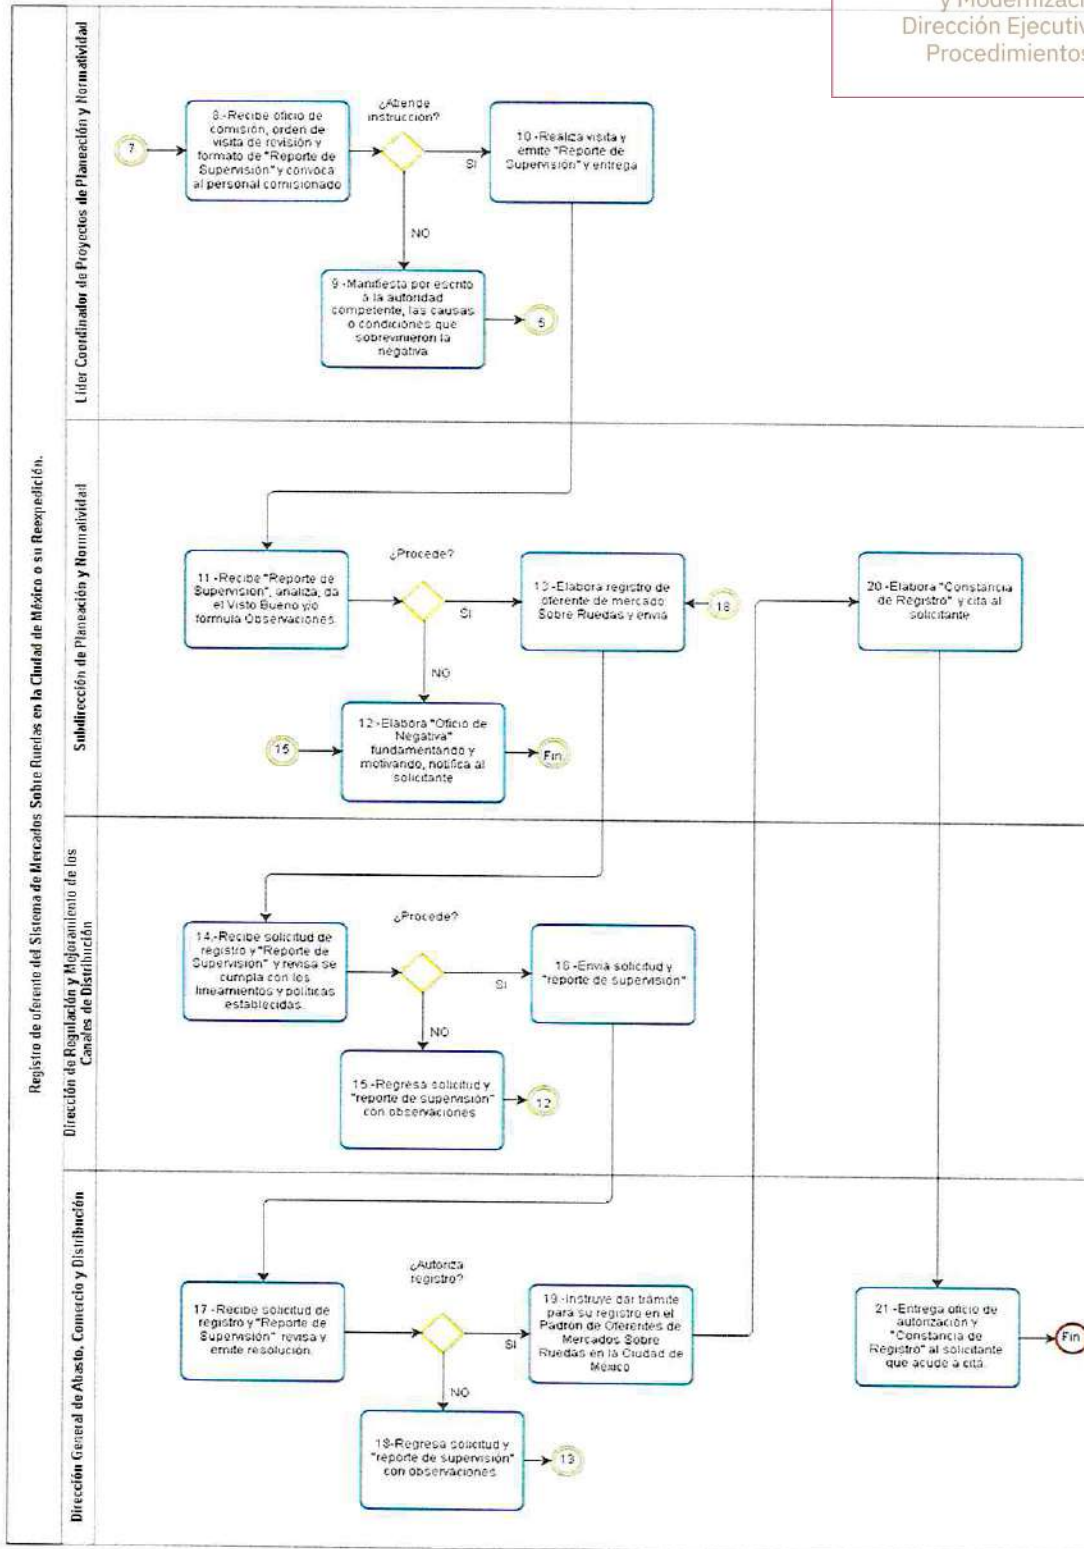 y Modernizaci
Dirección Ejecutiv
Procedimientos
Registro de oferente del Sistema de Mercados Sobre Ruedas en la Ciudad de México o su Reexpedición.
Líder Coordinador de Proyectos de Planeación y Normatividad
7
8.-Recibe oficio de
comisión, orden de
visita de revisión y
formato de "Reporte de
Supervisión" y convoca
al personal comisionado
¿Atiende
instrucción?
SI
NO
10-Realiza visita y
emite "Reporte de
Supervisión" y entrega
9-Manifiesta por escrito
a la autoridad
competente, las causas
o condiciones que
sobrevinieron la
negativa.
Subdirección de Planeación y Normatividad
11-Recibe "Reporte de
Supervisión", analiza, da
el Visto Bueno y/o
formula Observaciones.
¿Procede?
SI
NO
13-Elabora registro de
oferente de mercado
Sobre Ruedas y envía
18
20-Elabora "Constancia
de Registro" y cita al
solicitante
15
12-Elabora "Oficio de
Negativa"
fundamentando y
motivando, notifica al
solicitante
Fin
Dirección de Regulación y Mejoramiento de los
Canales de Distribución
14.-Recibe solicitud de
registro y "Reporte de
Supervisión" y revisa se
cumpla con los
lineamientos y políticas
establecidas.
¿Procede?
SI
NO
16-Envía solicitud y
"reporte de supervisión"
15-Regresa solicitud y
"reporte de supervisión"
con observaciones
12
Dirección General de Abasto, Comercio y Distribución
17-Recibe solicitud de
registro y "Reporte de
Supervisión" revisa y
emite resolución.
¿Autoriza
registro?
SI
NO
19-Instruye dar trámite
para su registro en el
Padrón de Oferentes de
Mercados Sobre
Ruedas en la Ciudad de
México
21-Entrega oficio de
autorización y
"Constancia de
Registro" al solicitante
que acude a cita.
Fin
18-Regresa solicitud y
"reporte de supervisión"
con observaciones
13